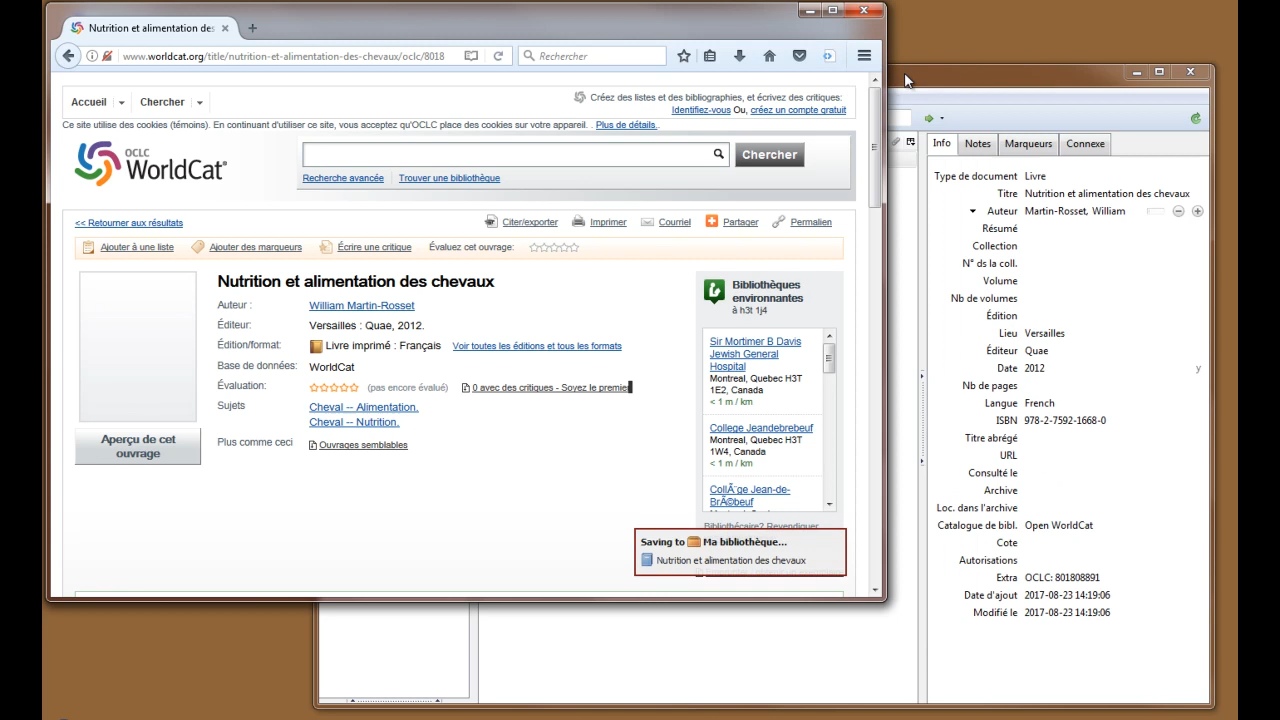 Nutrition et alimentation des
www.worldcat.org/title/nutrition-et-alimentation-des-chevaux/oclc/8018
Rechercher
Accueil
Chercher
Créez des listes et des bibliographies, et écrivez des critiques:
Identifiez-vous Ou, créez un compte gratuit
Ce site utilise des cookies (témoins). En continuant d'utiliser ce site, vous acceptez qu'OCLC place des cookies sur votre appareil. . Plus de détails..
OCLC
WorldCat
Chercher
Recherche avancée
Trouver une bibliothèque
<< Retourner aux résultats
Citer/exporter
Imprimer
Courriel
Partager
Permalien
Ajouter à une liste
Ajouter des marqueurs
Écrire une critique
Évaluez cet ouvrage:
Nutrition et alimentation des chevaux
Auteur : William Martin-Rosset
Éditeur: Versailles : Quae, 2012.
Édition/format: Livre imprimé : Français Voir toutes les éditions et tous les formats
Base de données: WorldCat
Évaluation: (pas encore évalué) 0 avec des critiques - Soyez le premier
Sujets Cheval -- Alimentation.
Cheval -- Nutrition.
Plus comme ceci Ouvrages semblables
Aperçu de cet
ouvrage
Bibliothèques
environnantes
à h3t 1j4
Sir Mortimer B Davis
Jewish General
Hospital
Montreal, Quebec H3T
1E2, Canada
< 1 m / km
College Jeandebrebeuf
Montreal, Quebec H3T
1W4, Canada
< 1 m / km
CollÃ¨ge Jean-de-
BrÃ©beuf
Bibliothécaire? Revendiquer
Saving to Ma bibliothèque...
Nutrition et alimentation des chevaux
Info
Notes
Marqueurs
Connexe
Type de document Livre
Titre Nutrition et alimentation des chevaux
Auteur Martin-Rosset, William
Résumé
Collection
N° ds la coll.
Volume
Nb de volumes
Édition
Lieu Versailles
Éditeur Quae
Date 2012 y
Nb de pages
Langue French
ISBN 978-2-7592-1668-0
Titre abrégé
URL
Consulté le
Archive
Loc. dans l'archive
Catalogue de bibl. Open WorldCat
Cote
Autorisations
Extra OCLC: 801808891
Date d'ajout 2017-08-23 14:19:06
Modifié le 2017-08-23 14:19:06